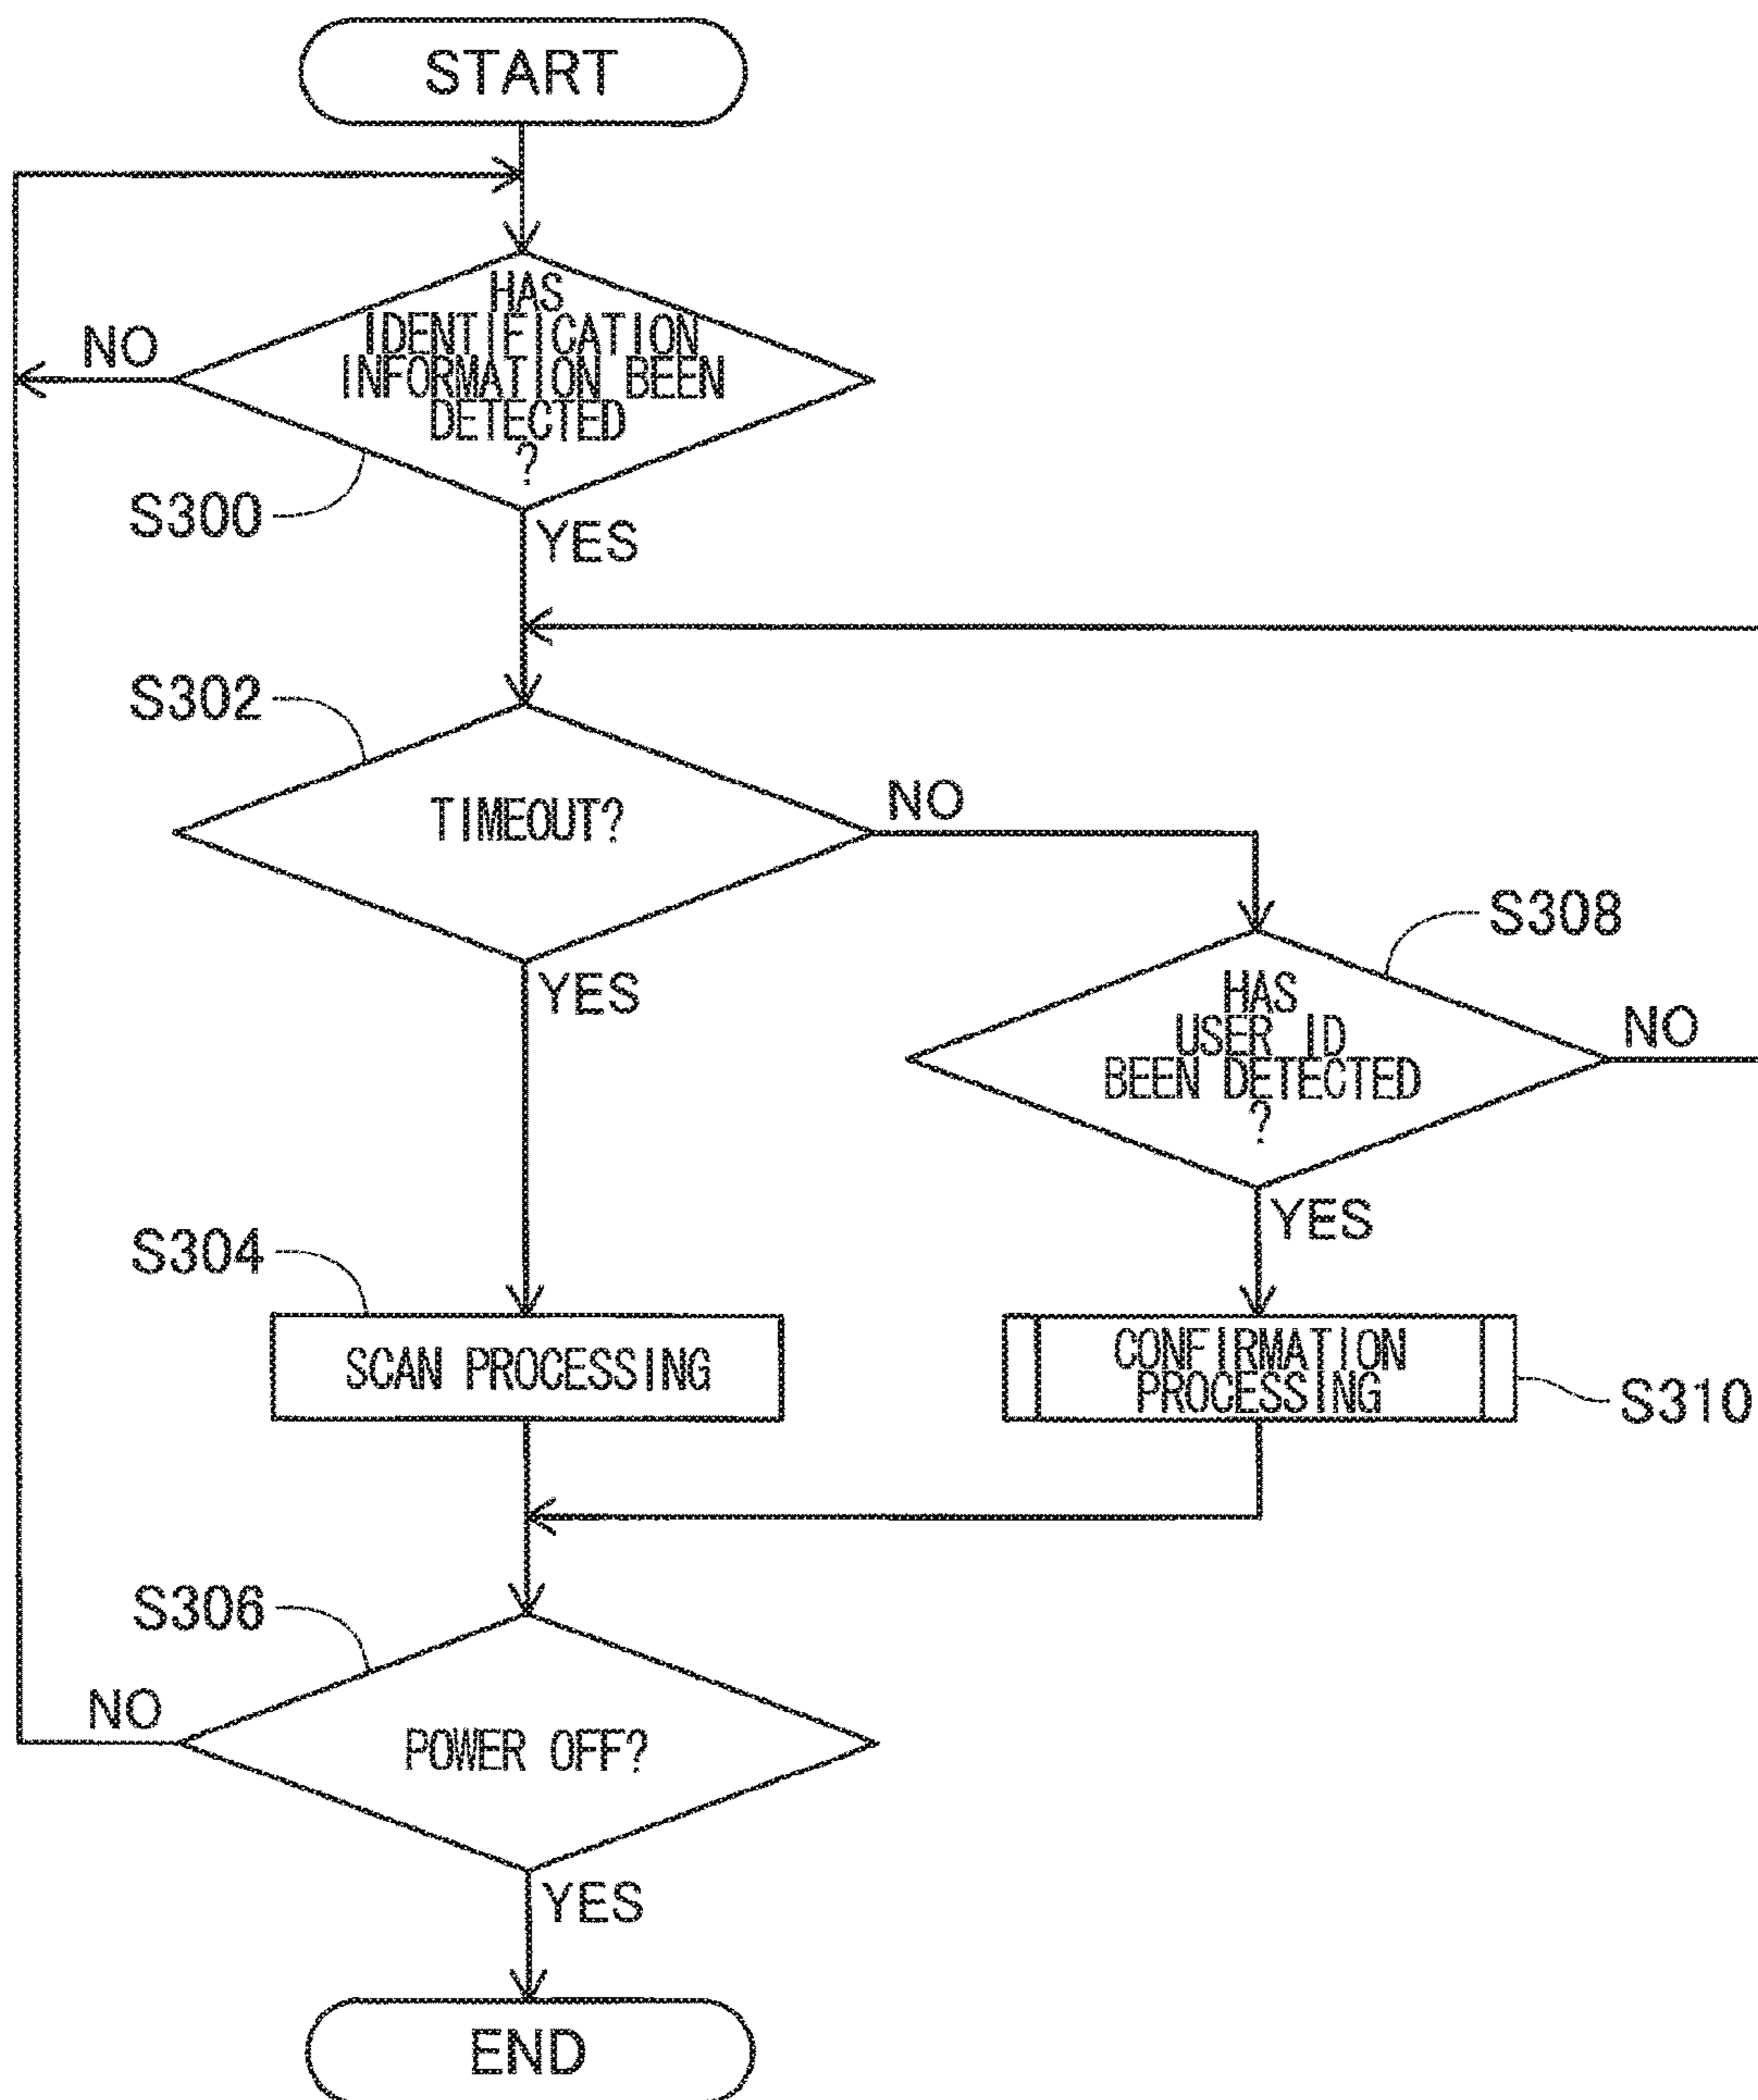 START
HAS
IDENTIFICATION
INFORMATION BEEN
DETECTED
?
NO
S300
YES
S302
TIMEOUT?
NO
S308
YES
HAS
USER ID
BEEN DETECTED
?
NO
YES
S304
SCAN PROCESSING
CONFIRMATION
PROCESSING
S310
S306
NO
POWER OFF?
YES
END